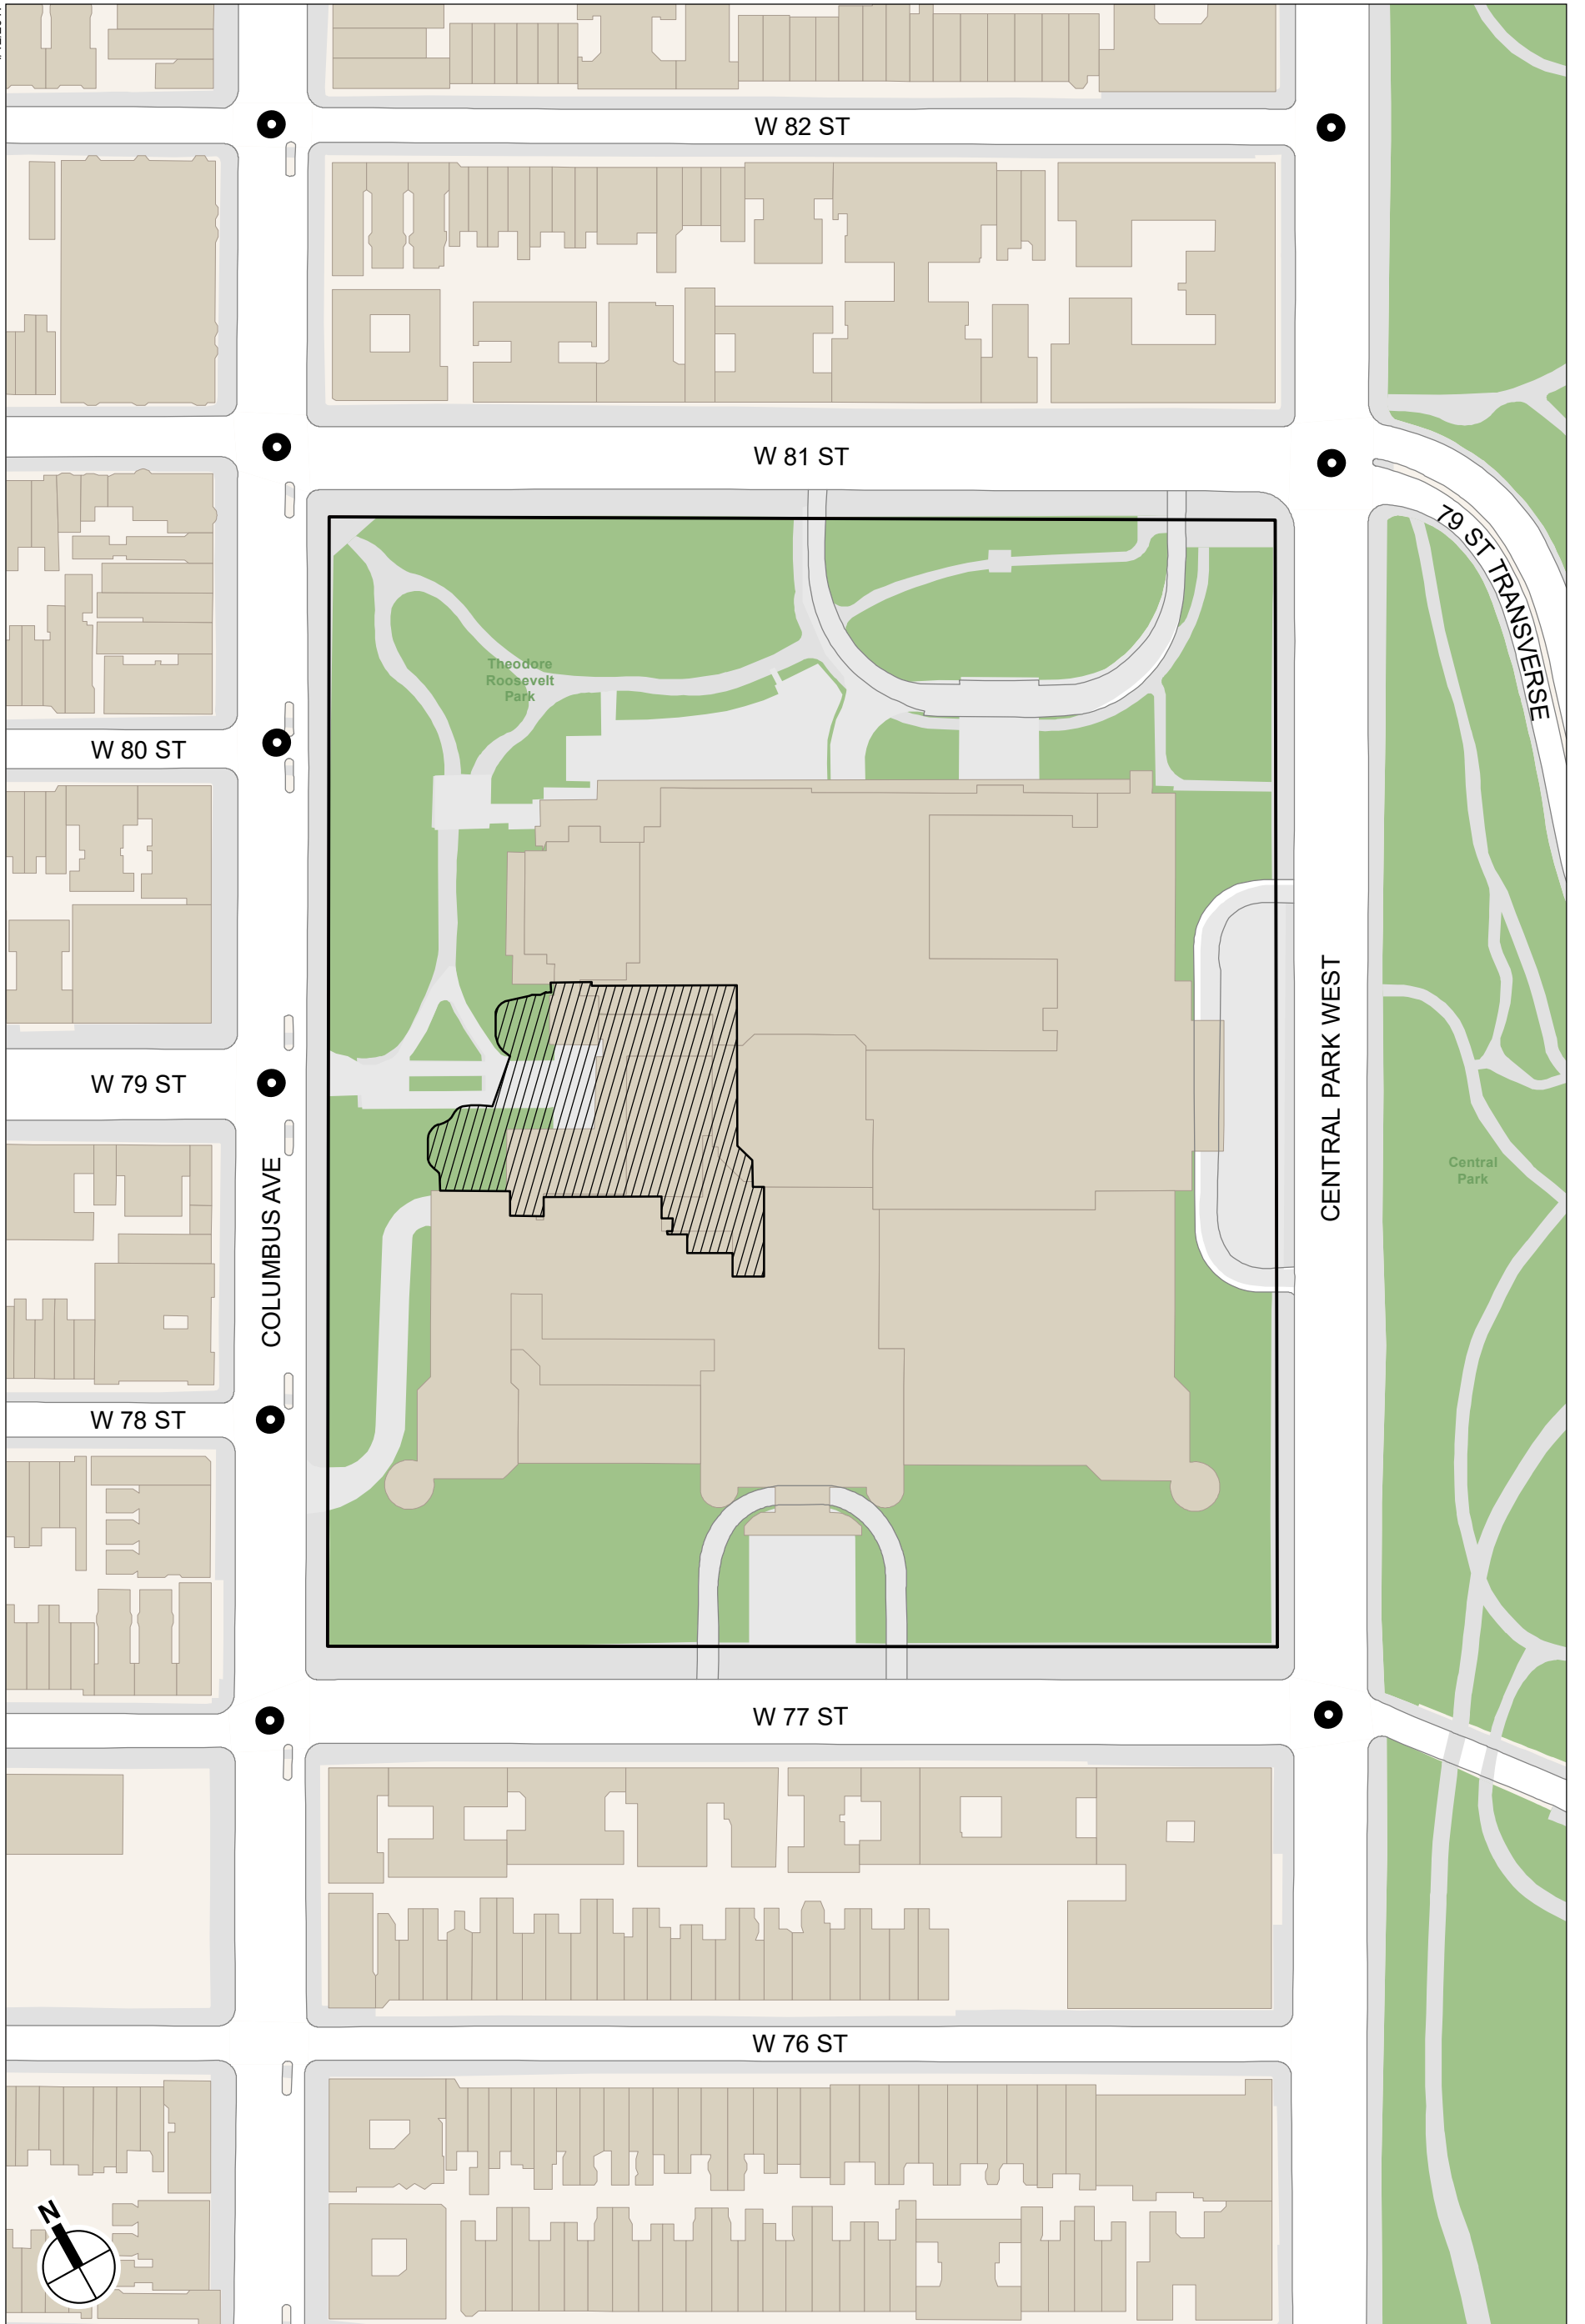 W 82 ST
W 81 ST
79 ST TRANSVERSE
Theodore
Roosevelt
Park
W 80 ST
W 79 ST
COLUMBUS AVE
CENTRAL PARK WEST
Central
Park
W 78 ST
W 77 ST
W 76 ST
N